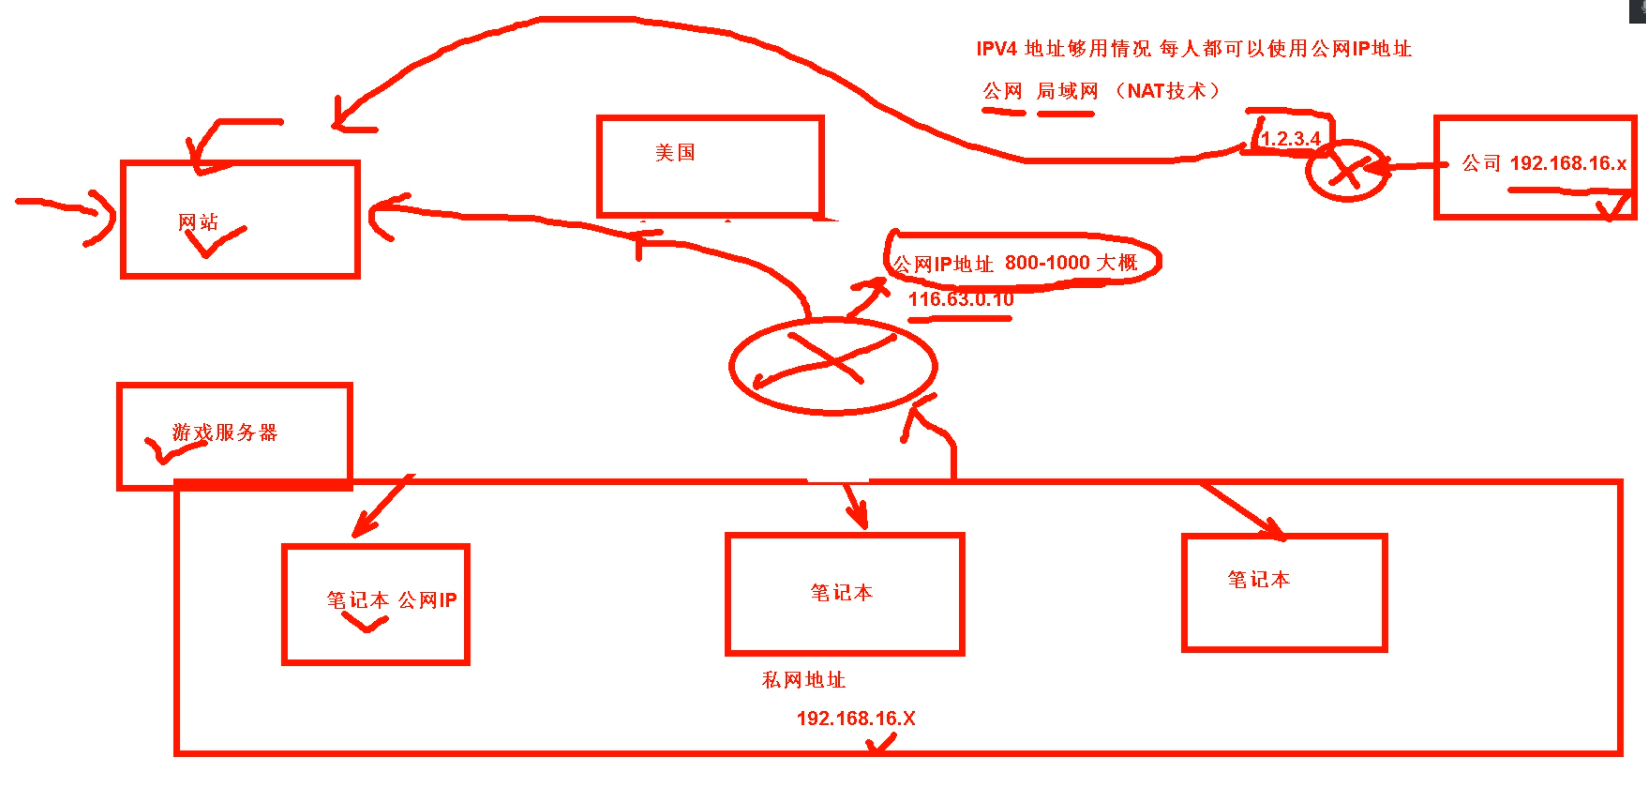 IPV4 地址够用情况 每人都可以使用公网IP地址
公网 局域网 （NAT技术）
1.2.3.4
美国
公司 192.168.16.x
网站
公网IP地址 800-1000 大概
116.63.0.10
游戏服务器
笔记本 公网IP
笔记本
笔记本
私网地址
192.168.16.X